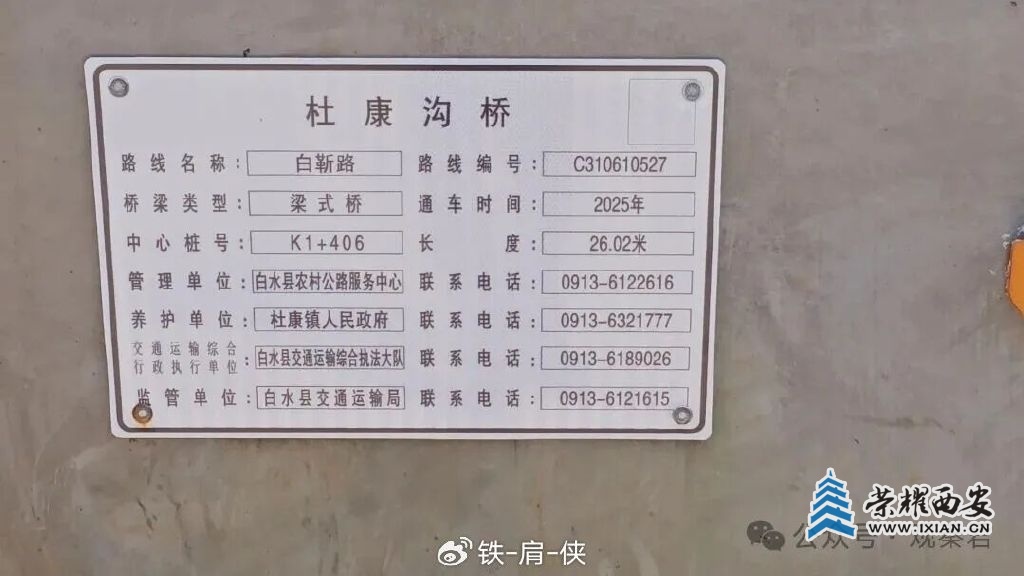 杜康沟桥
路线名称： 白靳路 路线编号： C310610527
桥梁类型： 梁式桥 通车时间： 2025年
中心桩号： K1+406 长度： 26.02米
管理单位： 白水县农村公路服务中心 联系电话： 0913-6122616
养护单位： 杜康镇人民政府 联系电话： 0913-6321777
交通运输综合
行政执行单位： 白水县交通运输综合执法大队 联系电话： 0913-6189026
监管单位： 白水县交通运输局 联系电话： 0913-6121615
荣耀西安
WWW.IXIAN.CN
公众号
铁-肩-侠